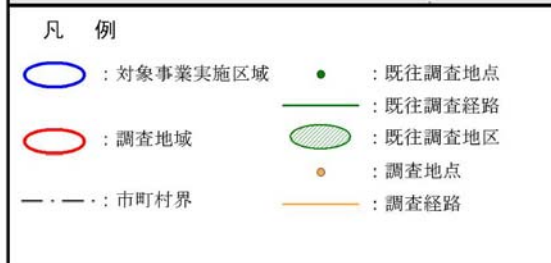 凡 例
：対象事業実施区域
：調査地域
：市町村界
：既往調査地点
：既往調査経路
：既往調査地区
：調査地点
：調査経路